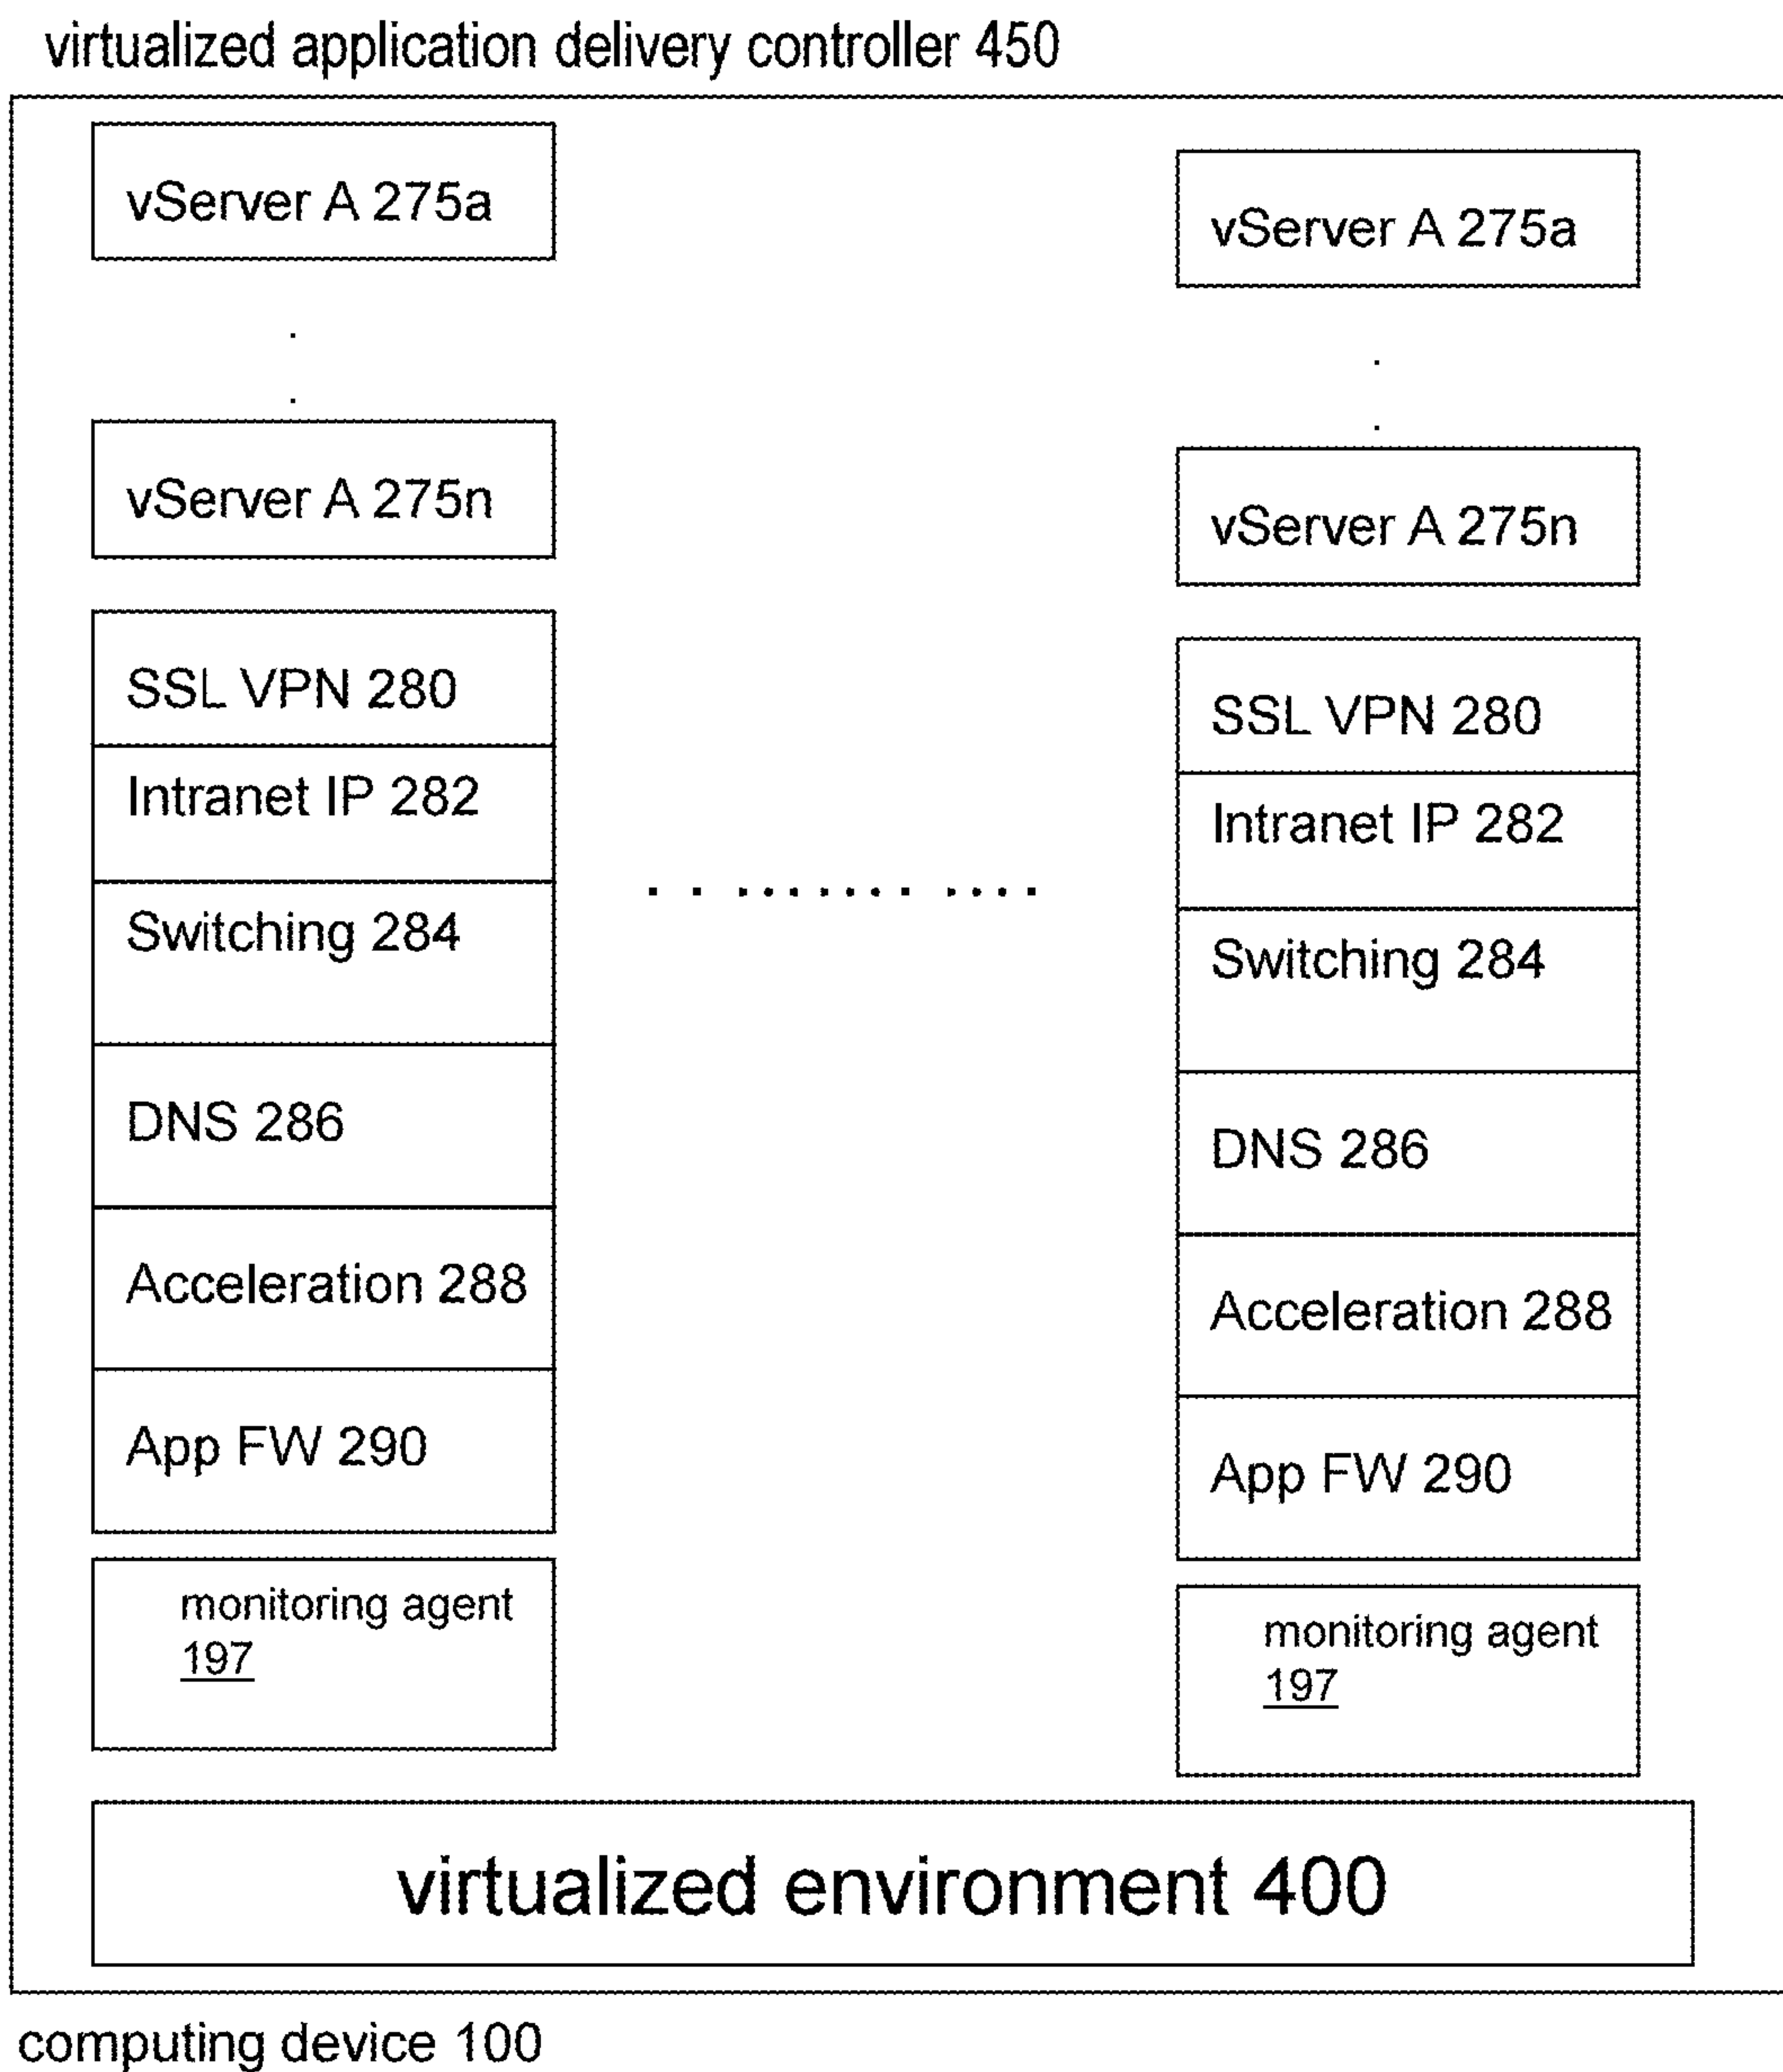 virtualized application delivery controller 450
vServer A 275a
vServer A 275n
SSL VPN 280
Intranet IP 282
Switching 284
DNS 286
Acceleration 288
App FW 290
monitoring agent
197
vServer A 275a
vServer A 275n
SSL VPN 280
Intranet IP 282
Switching 284
DNS 286
Acceleration 288
App FW 290
monitoring agent
197
virtualized environment 400
computing device 100